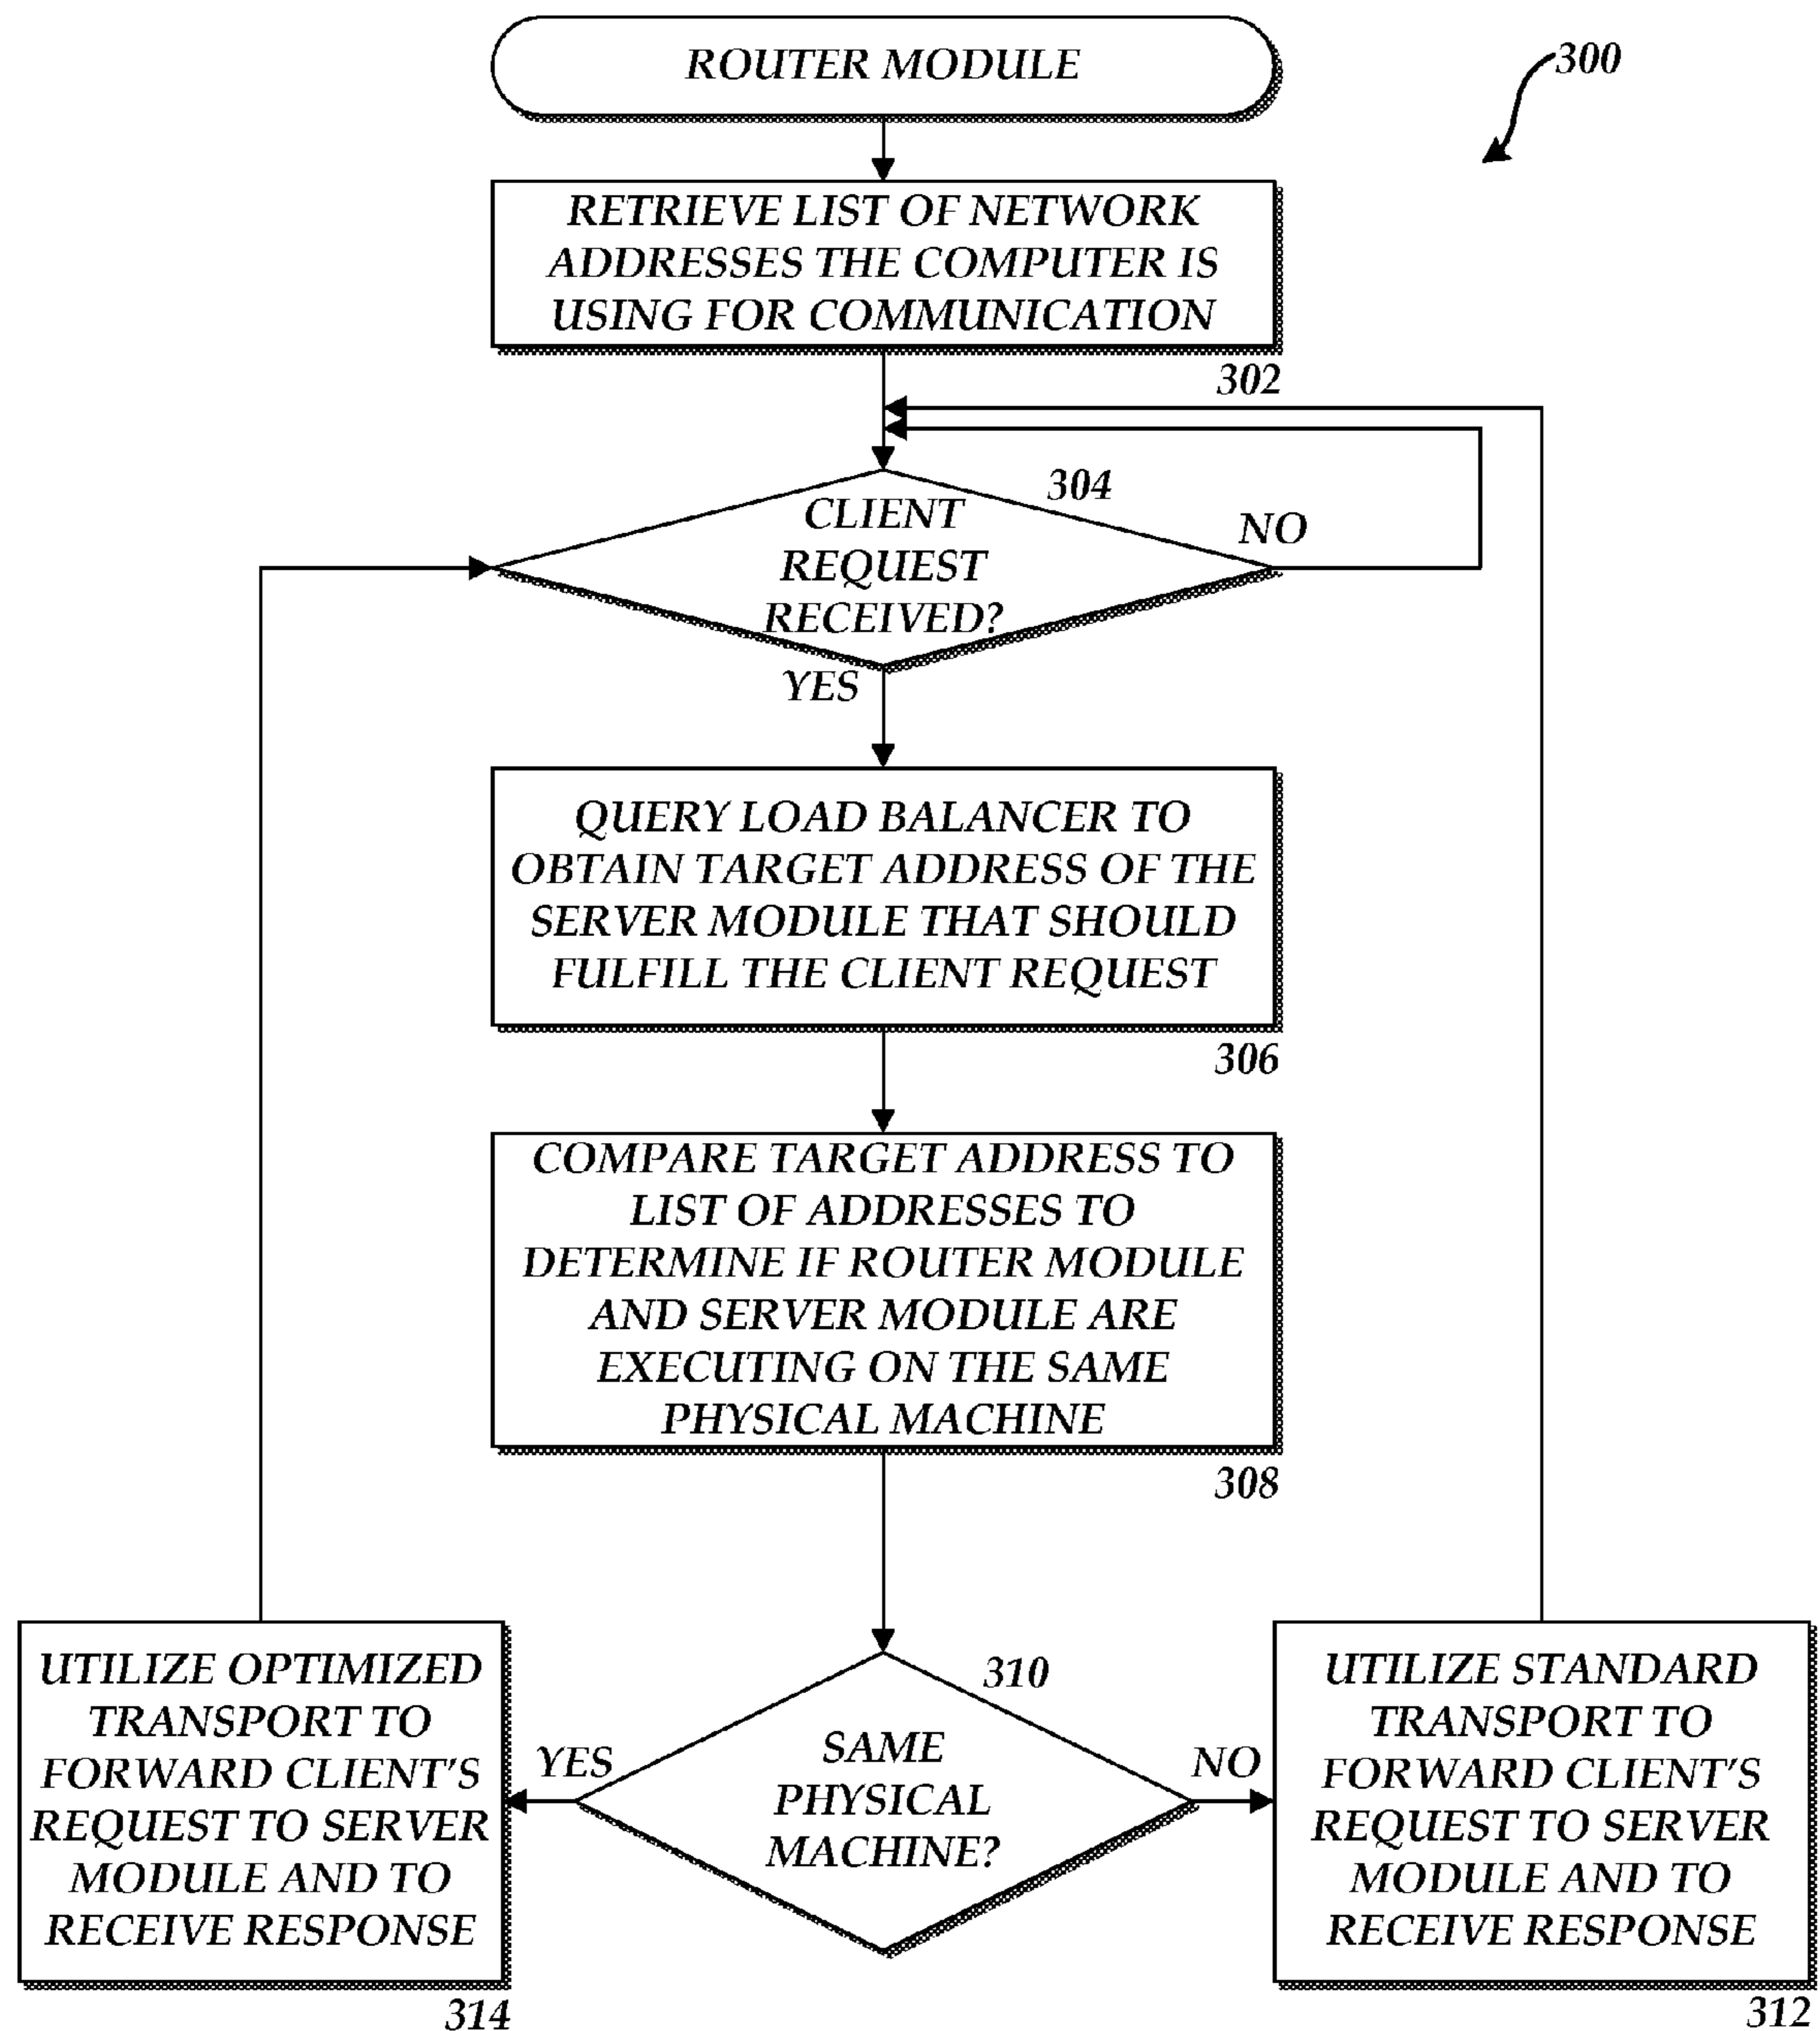 ROUTER MODULE
300
RETRIEVE LIST OF NETWORK
ADDRESSES THE COMPUTER IS
USING FOR COMMUNICATION
302
304
CLIENT
REQUEST
RECEIVED?
NO
YES
QUERY LOAD BALANCER TO
OBTAIN TARGET ADDRESS OF THE
SERVER MODULE THAT SHOULD
FULFILL THE CLIENT REQUEST
306
COMPARE TARGET ADDRESS TO
LIST OF ADDRESSES TO
DETERMINE IF ROUTER MODULE
AND SERVER MODULE ARE
EXECUTING ON THE SAME
PHYSICAL MACHINE
308
310
SAME
PHYSICAL
MACHINE?
YES
NO
UTILIZE OPTIMIZED
TRANSPORT TO
FORWARD CLIENT'S
REQUEST TO SERVER
MODULE AND TO
RECEIVE RESPONSE
314
UTILIZE STANDARD
TRANSPORT TO
FORWARD CLIENT'S
REQUEST TO SERVER
MODULE AND TO
RECEIVE RESPONSE
312